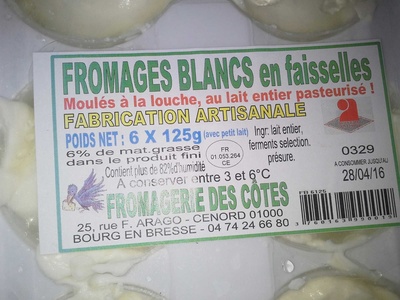 FROMAGES BLANCS en faisselles
Moulés à la louche, au lait entier pasteurisé !
FABRICATION ARTISANALE
POIDS NET : 6 X 125g (avec petit lait)
6% de mat.grasse
dans le produit fini
FR
01.053.264
CE
Ingr: lait entier,
ferments selection,
présure.
Contient plus de 82% d'humidité
A conserver entre 3 et 6°C
0329
A CONSOMMER JUSQU'AU
28/04/16
FROMAGERIE DES CÔTES
25, rue F. ARAGO - CENORD 01000
BOURG EN BRESSE - 04 74 24 66 80
FR 6125